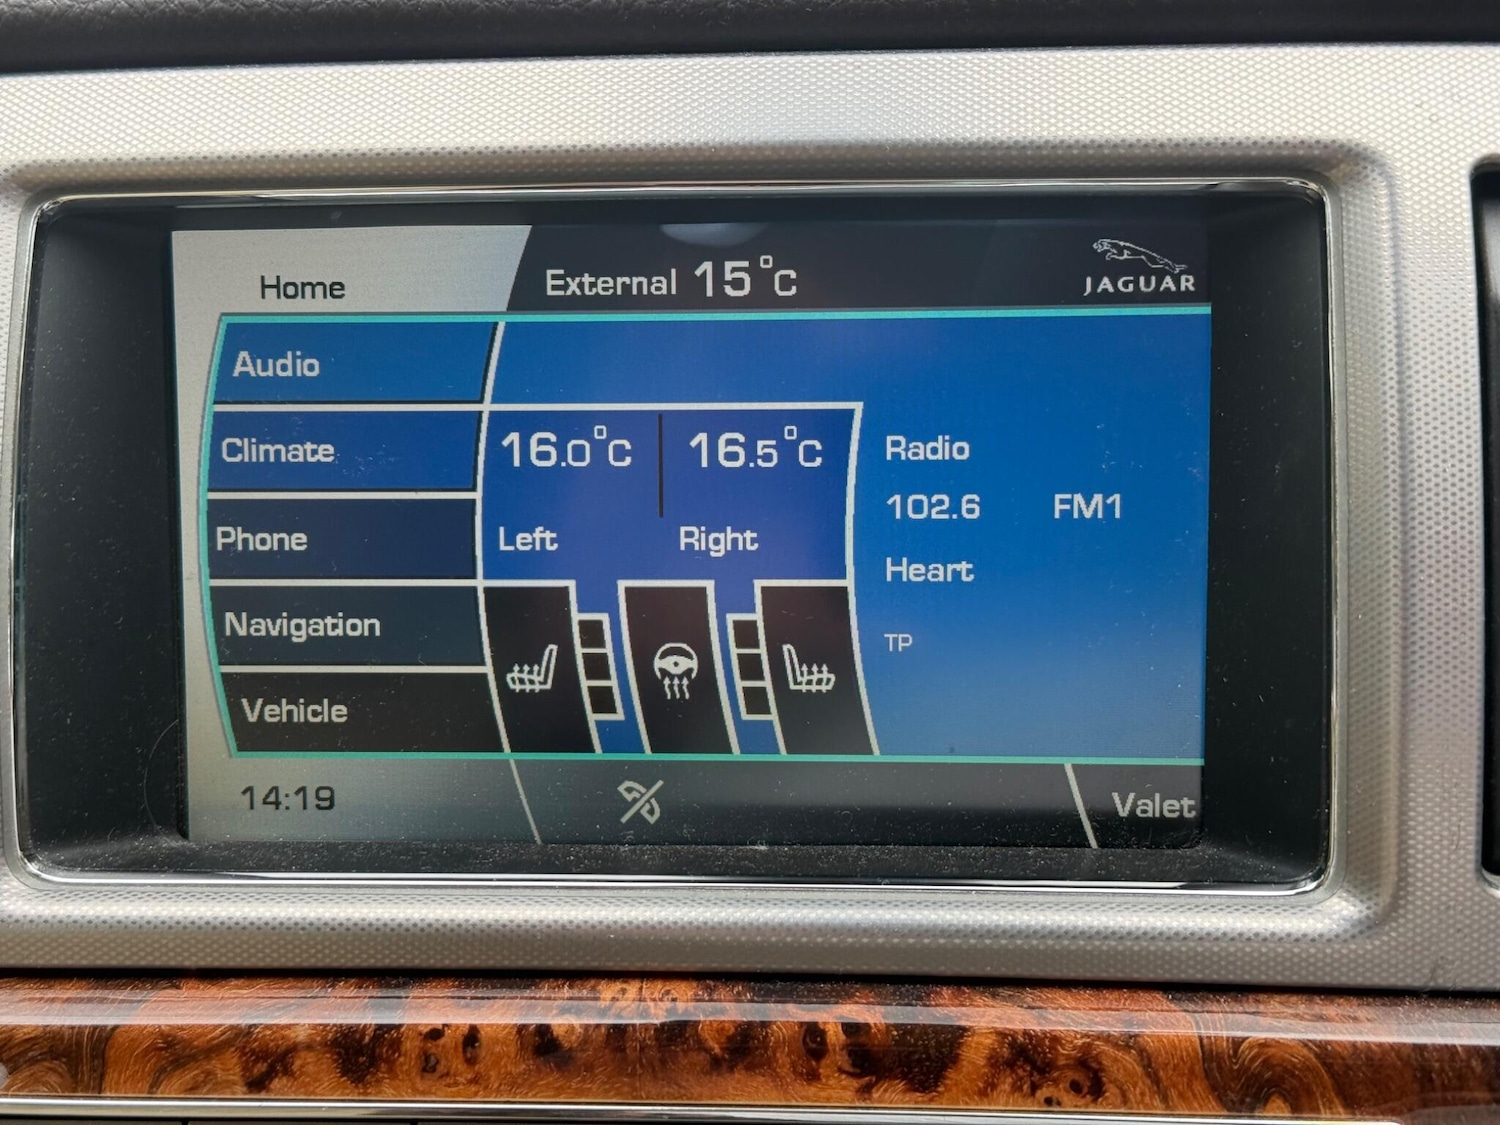 Home
External 15°C
JAGUAR
Audio
Climate
16.0°C
16.5°C
Left
Right
Phone
Navigation
Vehicle
Radio
102.6 FM1
Heart
TP
14:19
Valet